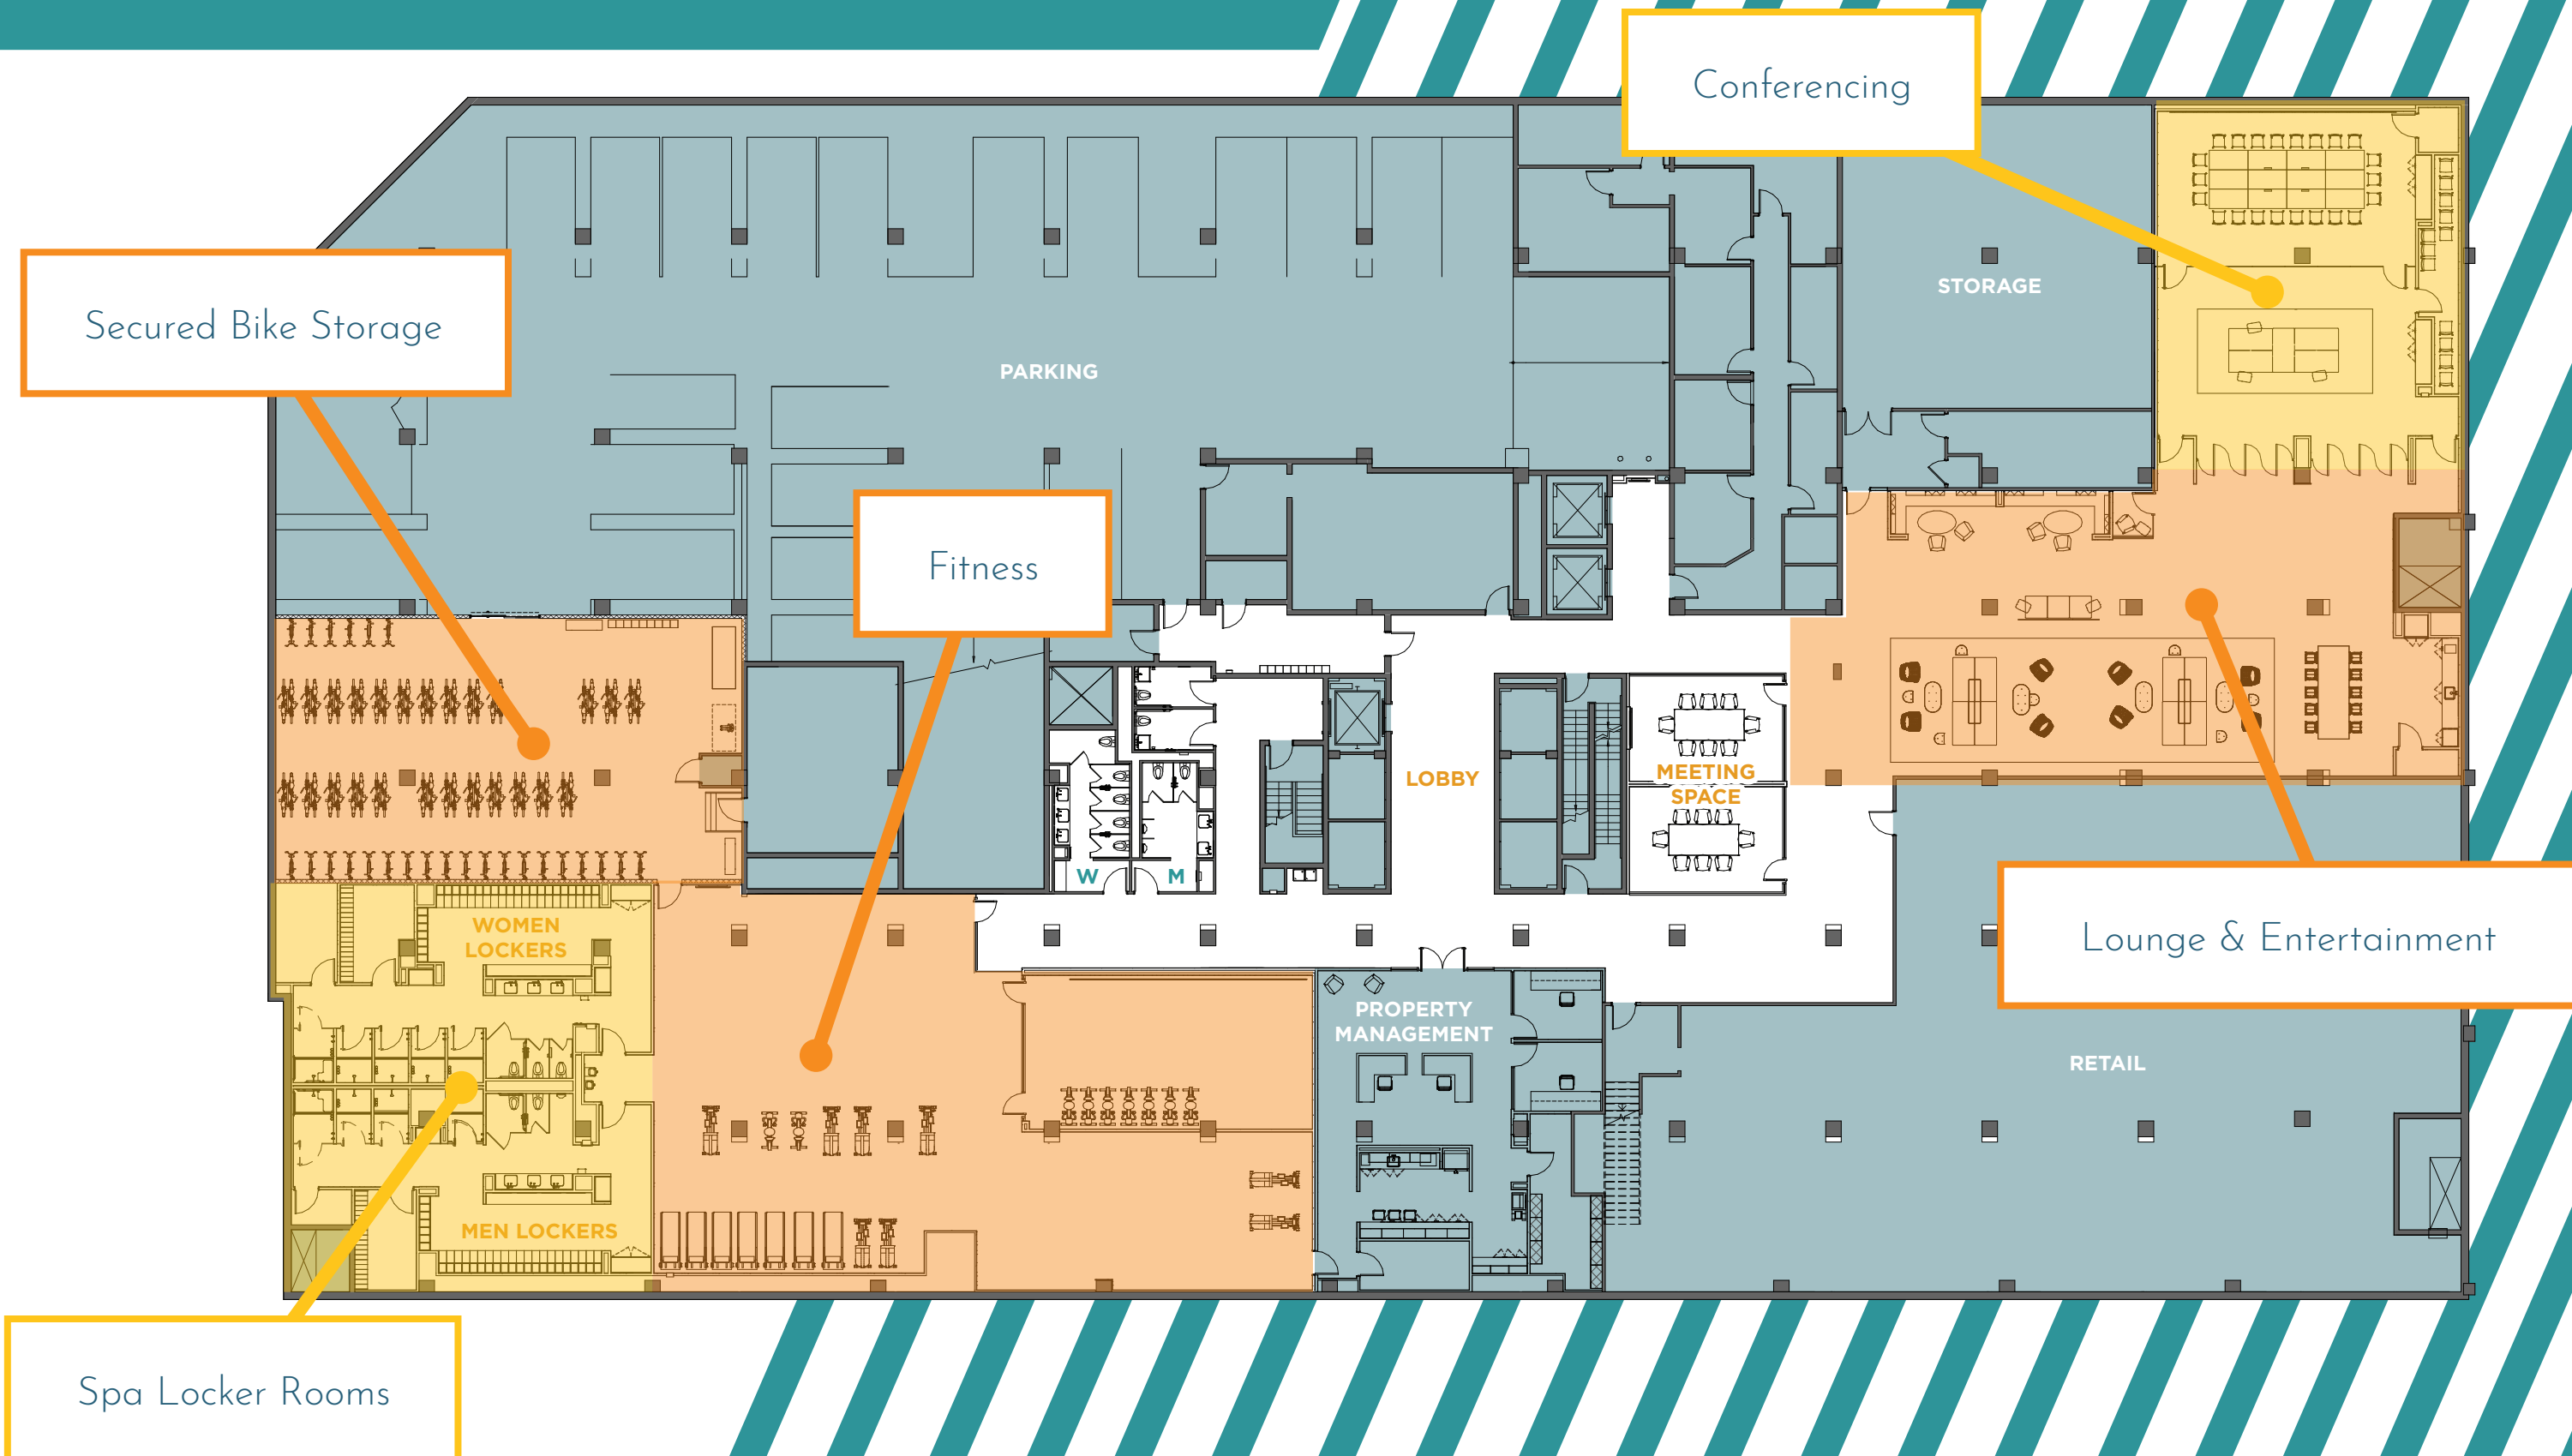 Conferencing
STORAGE
Secured Bike Storage
PARKING
Fitness
LOBBY
MEETING
SPACE
W
M
WOMEN
LOCKERS
Lounge & Entertainment
PROPERTY
MANAGEMENT
RETAIL
MEN LOCKERS
Spa Locker Rooms